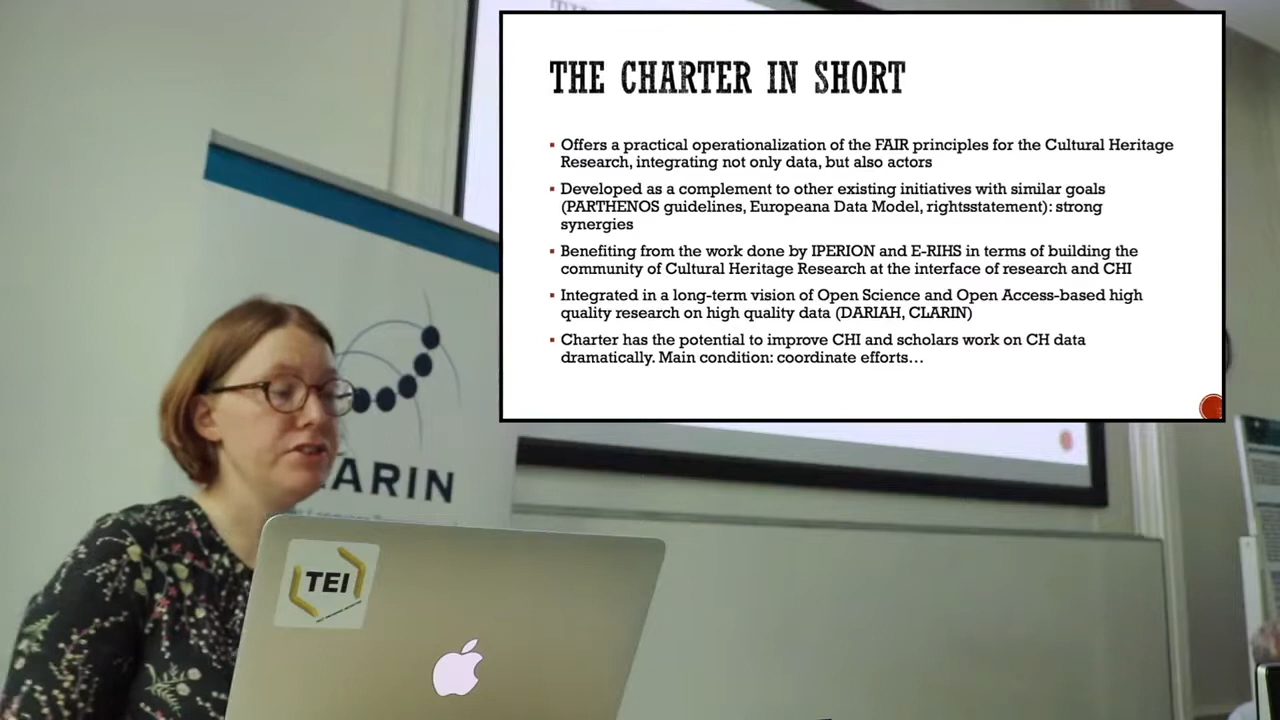 THE CHARTER IN SHORT
▪ Offers a practical operationalization of the FAIR principles for the Cultural Heritage
Research, integrating not only data, but also actors
▪ Developed as a complement to other existing initiatives with similar goals
(PARTHENOS guidelines, Europeana Data Model, rightsstatement): strong
synergies
▪ Benefiting from the work done by IPERION and E-RIHS in terms of building the
community of Cultural Heritage Research at the interface of research and CHI
▪ Integrated in a long-term vision of Open Science and Open Access-based high
quality research on high quality data (DARIAH, CLARIN)
▪ Charter has the potential to improve CHI and scholars work on CH data
dramatically. Main condition: coordinate efforts…
ARIN
TEI